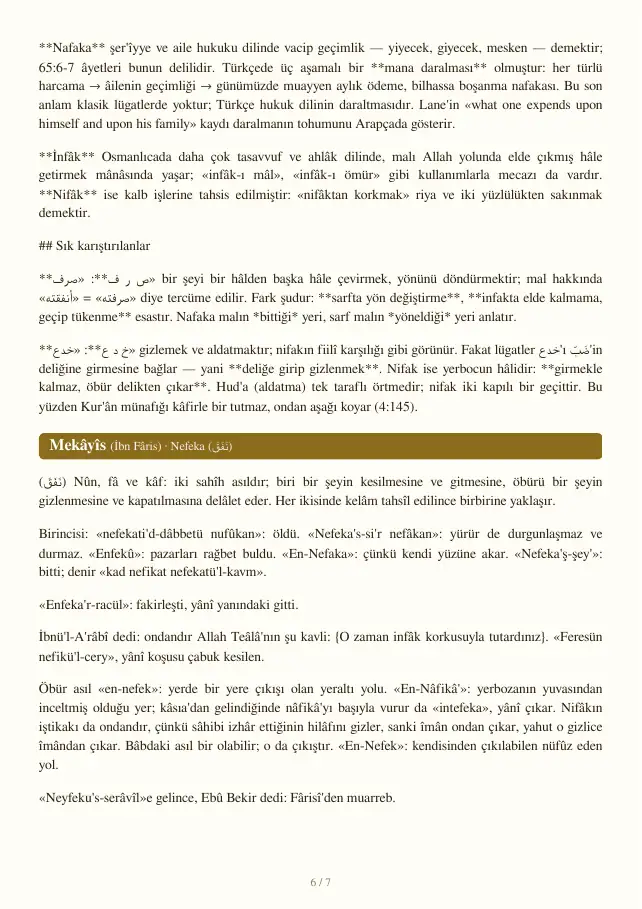 **Nafaka** şer'îyye ve aile hukuku dilinde vacip geçimlik — yiyecek, giyecek, mesken — demektir;
65:6-7 âyetleri bunun delilidir. Türkçede üç aşamalı bir **mana daralması** olmuştur: her türlü
harcama → âilenin geçimliği → günümüzde muayyen aylık ödeme, bilhassa boşanma nafakası. Bu son
anlam klasik lügatlerde yoktur; Türkçe hukuk dilinin daraltmasıdır. Lane'in «what one expends upon
himself and upon his family» kaydı daralmanın tohumunu Arapçada gösterir.
**İnfâk** Osmanlıcada daha çok tasavvuf ve ahlâk dilinde, malı Allah yolunda elde çıkmış hâle
getirmek mânâsında yaşar; «infâk-ı mâl», «infâk-ı ömür» gibi kullanımlarla mecazı da vardır.
**Nifâk** ise kalb işlerine tahsis edilmiştir: «nifâktan korkmak» riya ve iki yüzlülükten sakınmak
demektir.
## Sık karıştırılanlar
**ص ر ف**: «صرف» bir şeyi bir hâlden başka hâle çevirmek, yönünü döndürmektir; mal hakkında
«صرفته» = «أنفقته» diye tercüme edilir. Fark şudur: **sarfta yön değiştirme**, **infakta elde kalmama,
geçip tükenme** esastır. Nafaka malın *bittiği* yeri, sarf malın *yöneldiği* yeri anlatır.
**خ د ع**: «خدع» gizlemek ve aldatmaktır; nifakın fiilî karşılığı gibi görünür. Fakat lügatler خدع'ı ضَبّ'in
deliğine girmesine bağlar — yani **deliğe girip gizlenmek**. Nifak ise yerbocun hâlidir: **girmekle
kalmaz, öbür delikten çıkar**. Hud'a (aldatma) tek taraflı örtmedir; nifak iki kapılı bir geçittir. Bu
yüzden Kur'ân münafığı kâfirle bir tutmaz, ondan aşağı koyar (4:145).
Mekâyîs (İbn Fâris) · Nefeka (نَفَقَ)
(نَفَقَ) Nûn, fâ ve kâf: iki sahîh asıldır; biri bir şeyin kesilmesine ve gitmesine, öbürü bir şeyin
gizlenmesine ve kapatılmasına delâlet eder. Her ikisinde kelâm tahsîl edilince birbirine yaklaşır.
Birincisi: «nefekati'd-dâbbetü nufûkan»: öldü. «Nefeka's-si'r nefâkan»: yürür de durgunlaşmaz ve
durmaz. «Enfekû»: pazarları rağbet buldu. «En-Nefaka»: çünkü kendi yüzüne akar. «Nefeka'ş-şey'»:
bitti; denir «kad nefikat nefekatü'l-kavm».
«Enfeka'r-racül»: fakirleşti, yânî yanındaki gitti.
İbnü'l-A'râbî dedi: ondandır Allah Teâlâ'nın şu kavli: {O zaman infâk korkusuyla tutardınız}. «Feresün
nefikü'l-cery», yânî koşusu çabuk kesilen.
Öbür asıl «en-nefek»: yerde bir yere çıkışı olan yeraltı yolu. «En-Nâfikâ'»: yerbozanın yuvasından
inceltmiş olduğu yer; kâsıa'dan gelindiğinde nâfikâ'yı başıyla vurur da «intefeka», yânî çıkar. Nifâkın
iştikakı da ondandır, çünkü sâhibi izhâr ettiğinin hilâfını gizler, sanki îmân ondan çıkar, yahut o gizlice
îmândan çıkar. Bâbdaki asıl bir olabilir; o da çıkıştır. «En-Nefek»: kendisinden çıkılabilen nüfûz eden
yol.
«Neyfeku's-serâvîl»e gelince, Ebû Bekir dedi: Fârisî'den muarreb.
6 / 7